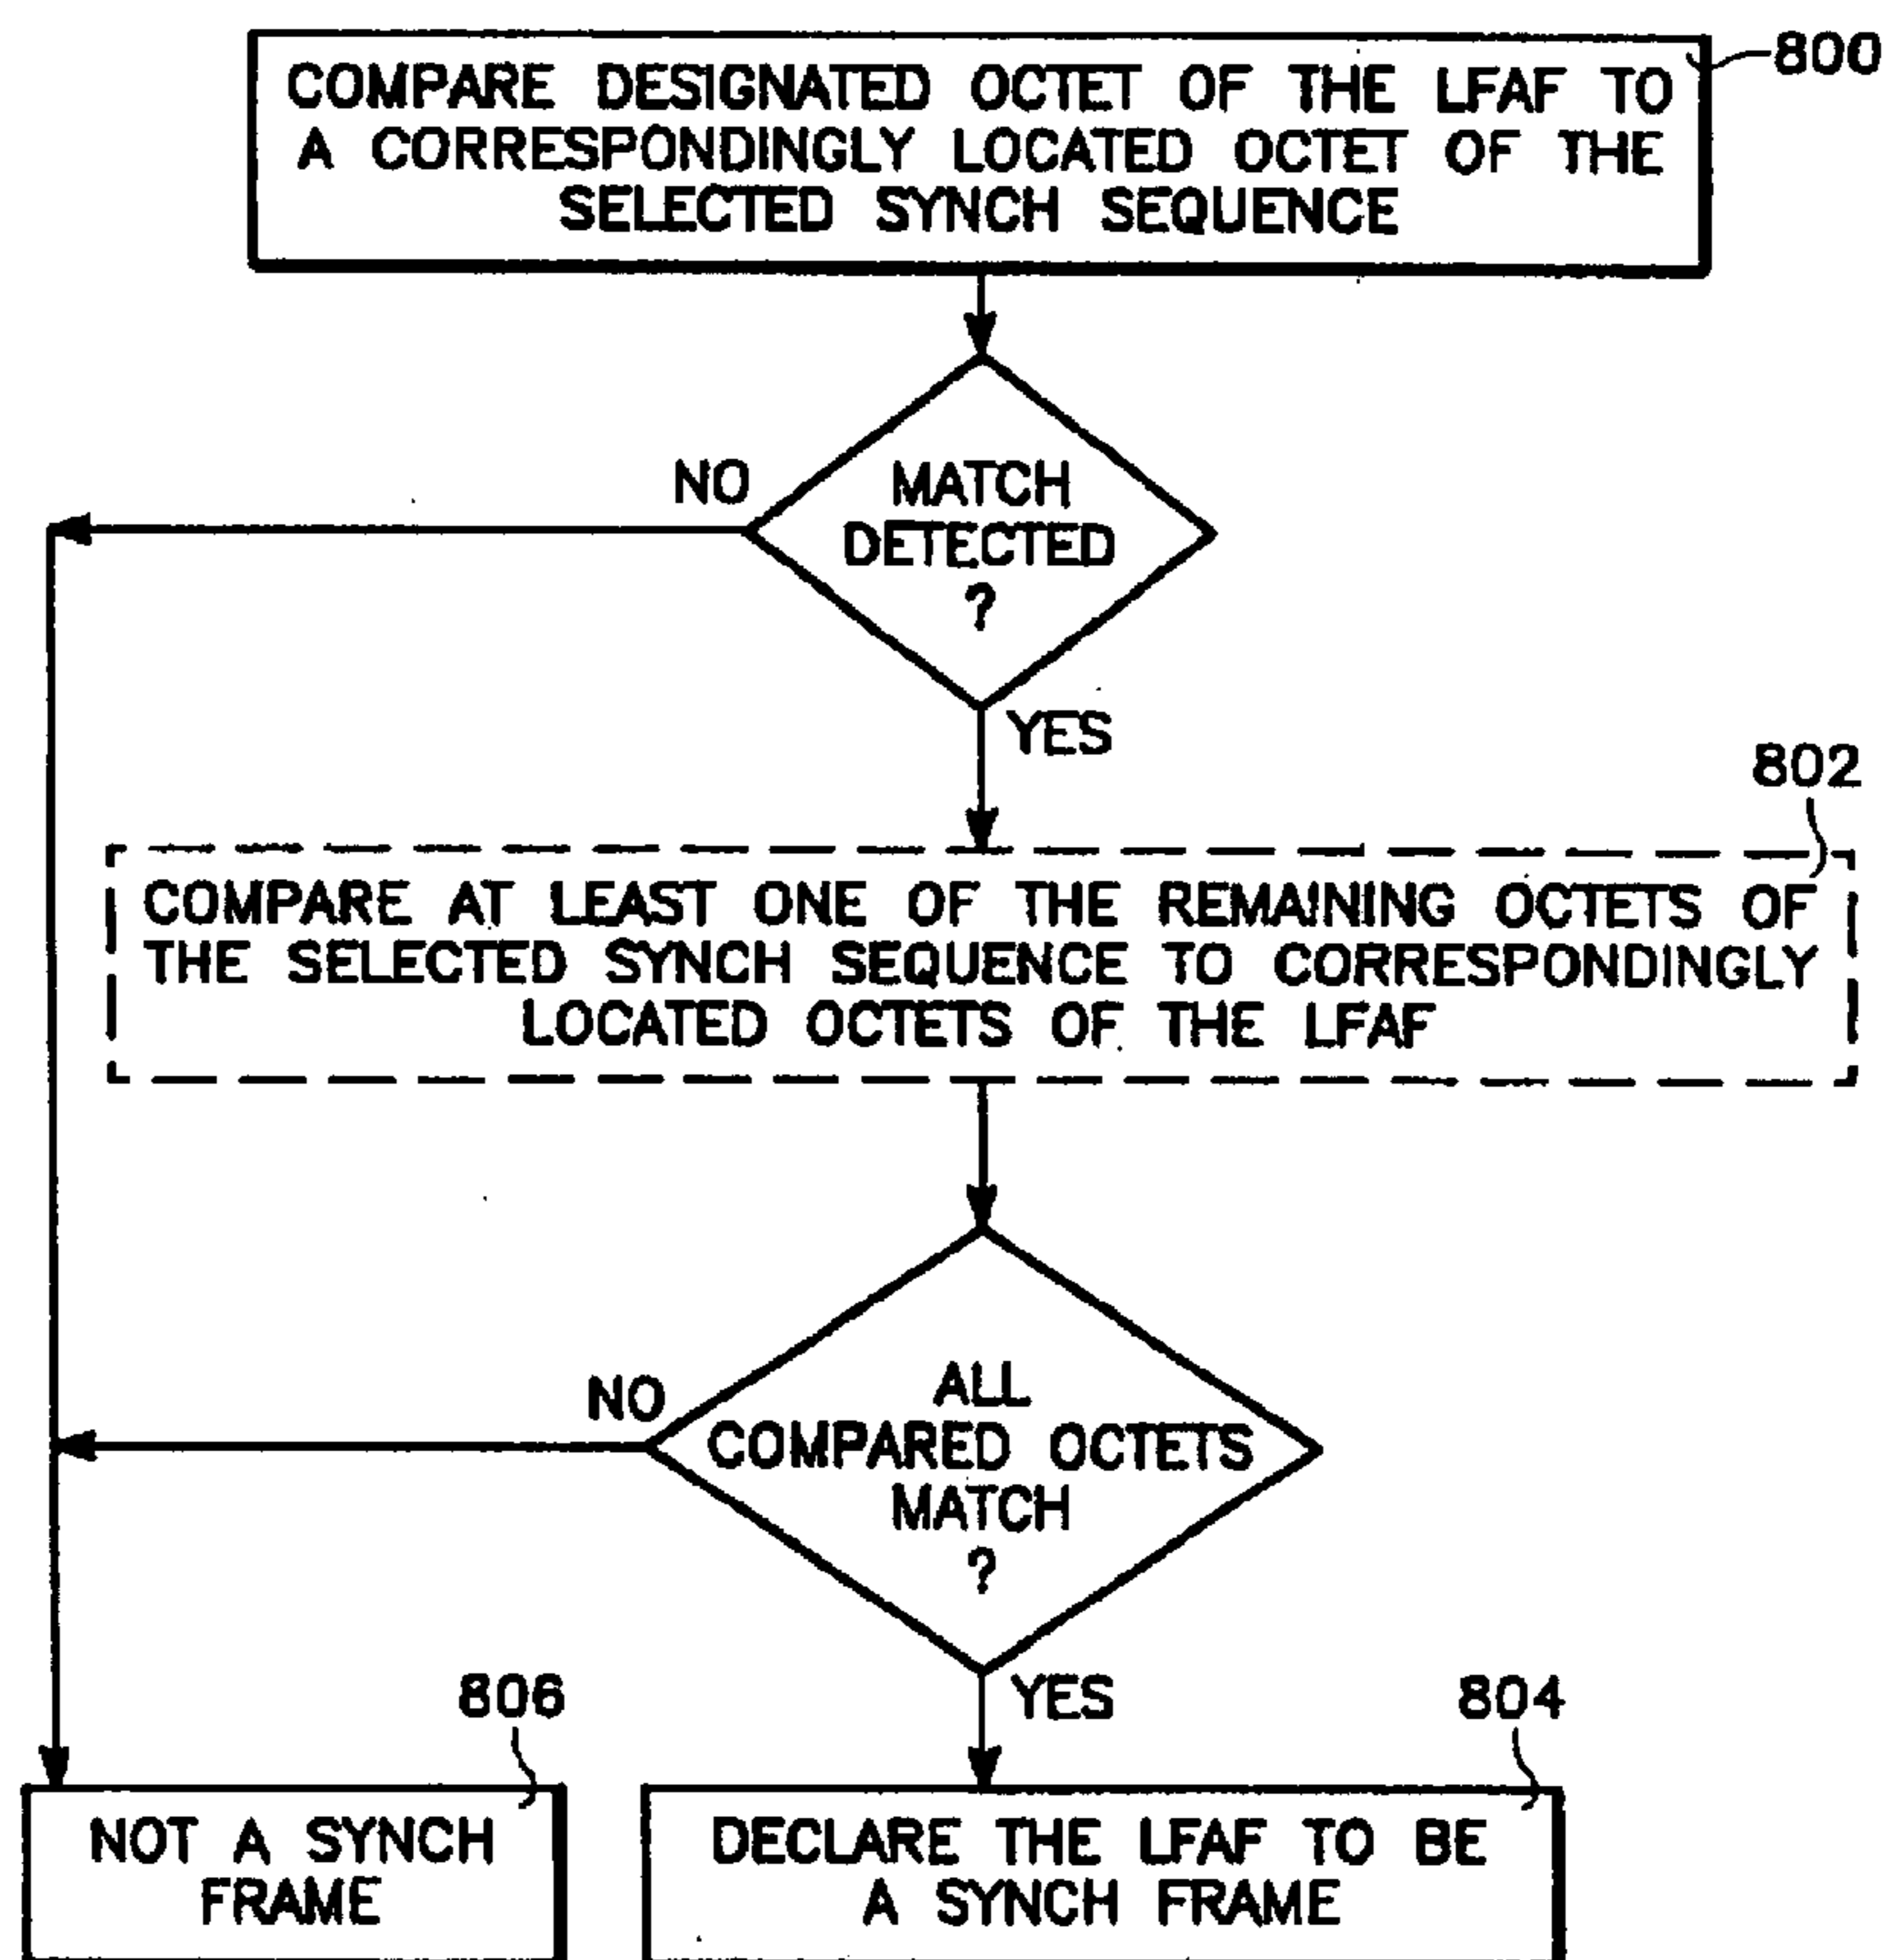 800
COMPARE DESIGNATED OCTET OF THE LFAF TO
A CORRESPONDINGLY LOCATED OCTET OF THE
SELECTED SYNCH SEQUENCE
NO
MATCH
DETECTED
?
YES
802
COMPARE AT LEAST ONE OF THE REMAINING OCTETS OF
THE SELECTED SYNCH SEQUENCE TO CORRESPONDINGLY
LOCATED OCTETS OF THE LFAF
NO
ALL
COMPARED OCTETS
MATCH
?
YES
806
804
NOT A SYNCH
FRAME
DECLARE THE LFAF TO BE
A SYNCH FRAME